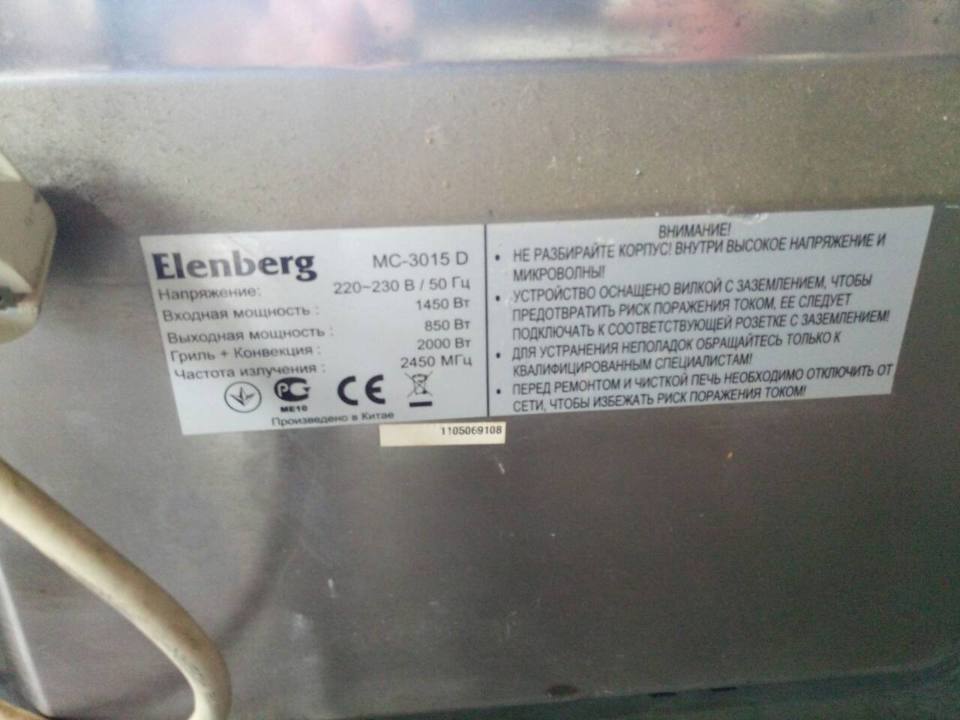 Elenberg MC-3015 D
Напряжение: 220~230 В / 50 Гц
Входная мощность : 1450 Вт
Выходная мощность : 850 Вт
Гриль + Конвекция : 2000 Вт
Частота излучения : 2450 МГц
РС
МЕ10
CE
Произведено в Китае
ВНИМАНИЕ!
• НЕ РАЗБИРАЙТЕ КОРПУС! ВНУТРИ ВЫСОКОЕ НАПРЯЖЕНИЕ И
МИКРОВОЛНЫ!
• УСТРОЙСТВО ОСНАЩЕНО ВИЛКОЙ С ЗАЗЕМЛЕНИЕМ, ЧТОБЫ
ПРЕДОТВРАТИТЬ РИСК ПОРАЖЕНИЯ ТОКОМ, ЕЕ СЛЕДУЕТ
ПОДКЛЮЧАТЬ К СООТВЕТСТВУЮЩЕЙ РОЗЕТКЕ С ЗАЗЕМЛЕНИЕМ!
• ДЛЯ УСТРАНЕНИЯ НЕПОЛАДОК ОБРАЩАЙТЕСЬ ТОЛЬКО К
КВАЛИФИЦИРОВАННЫМ СПЕЦИАЛИСТАМ!
• ПЕРЕД РЕМОНТОМ И ЧИСТКОЙ ПЕЧЬ НЕОБХОДИМО ОТКЛЮЧИТЬ ОТ
СЕТИ, ЧТОБЫ ИЗБЕЖАТЬ РИСК ПОРАЖЕНИЯ ТОКОМ!
1105069108